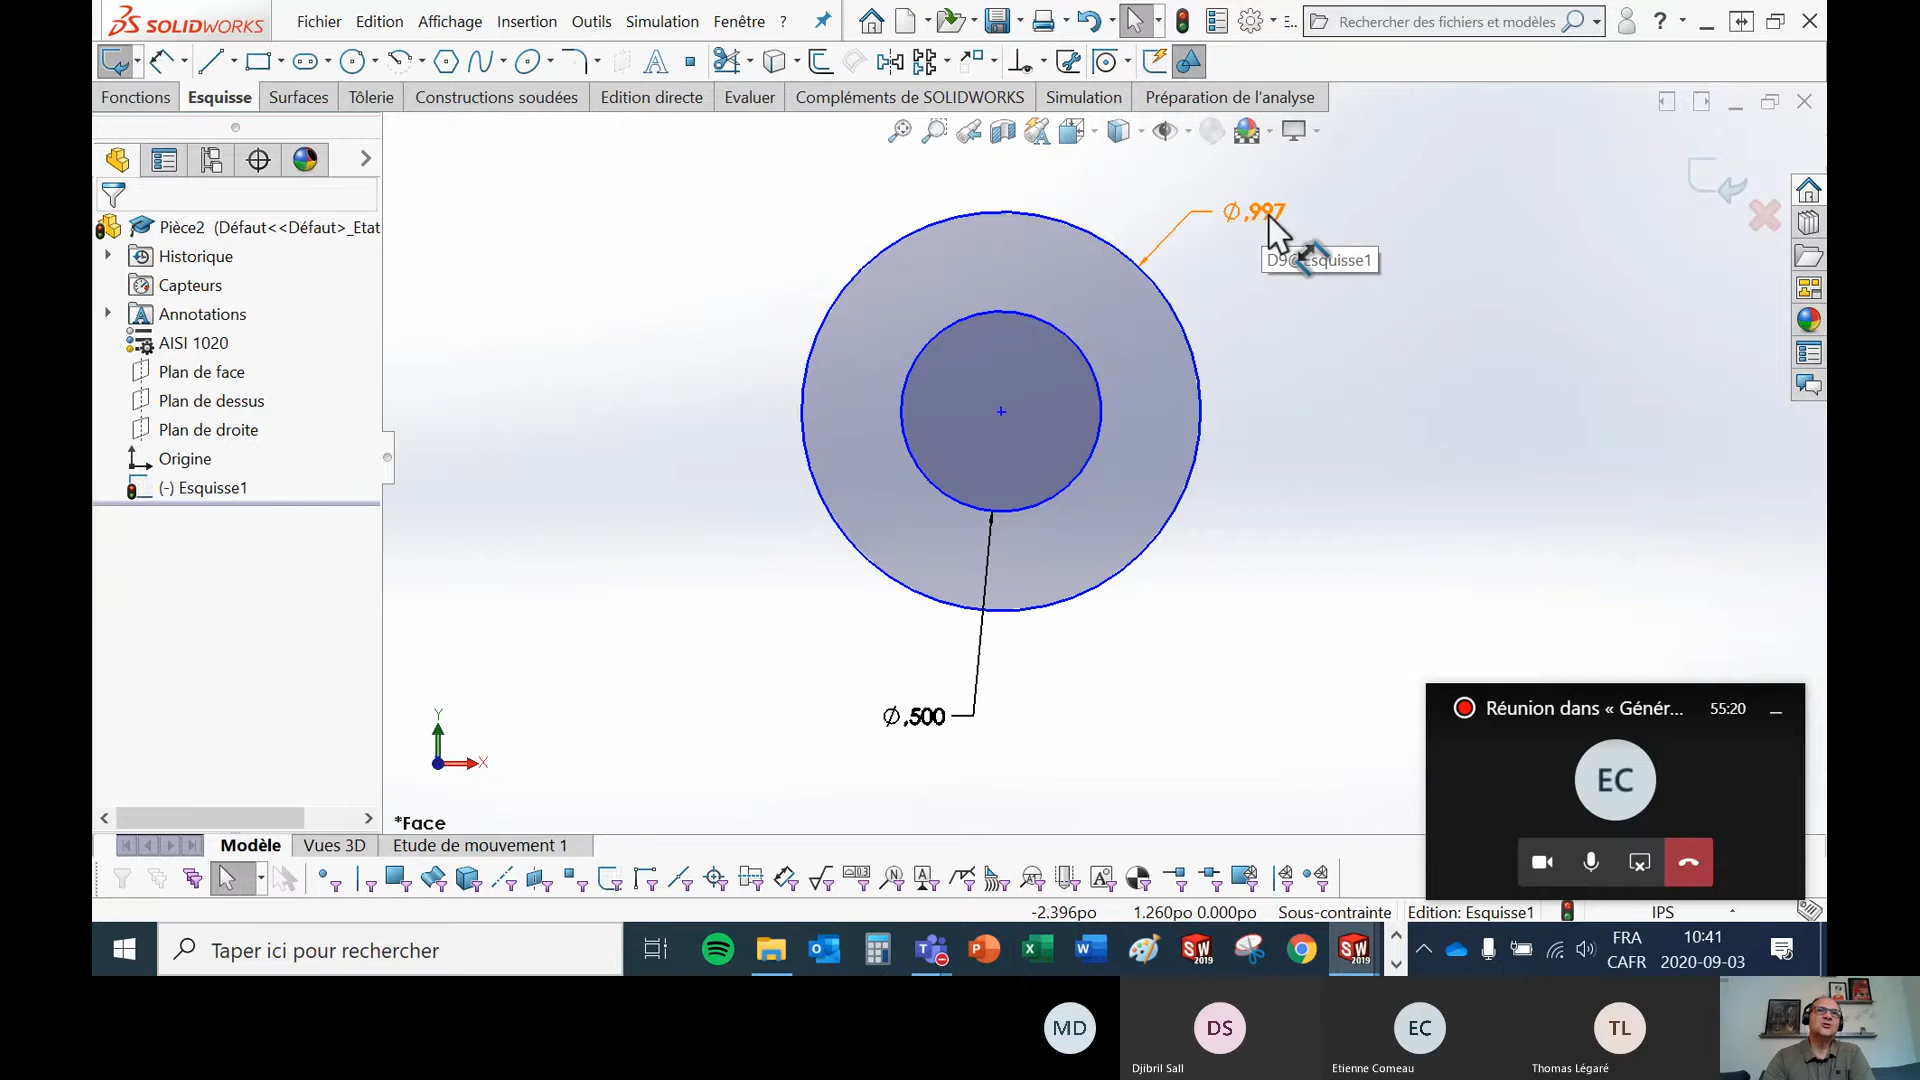 SOLIDWORKS
Fichier Edition Affichage Insertion Outils Simulation Fenêtre ?
E... Rechercher des fichiers et modèles ?
Fonctions Esquisse Surfaces Tôlerie Constructions soudées Edition directe Evaluer Compléments de SOLIDWORKS Simulation Préparation de l'analyse
Pièce2 (Défaut<<Défaut>_Etat
Historique
Capteurs
Annotations
AISI 1020
Plan de face
Plan de dessus
Plan de droite
Origine
(-) Esquisse1
Ø,997
D9@Esquisse1
Ø,500
Y
X
*Face
Réunion dans « Génér... 55:20
EC
Modèle Vues 3D Etude de mouvement 1
-2.396po 1.260po 0.000po Sous-contrainte Edition: Esquisse1 IPS
Taper ici pour rechercher
FRA
CAFR
10:41
2020-09-03
MD
DS
EC
TL
Djibril Sall
Etienne Comeau
Thomas Légaré